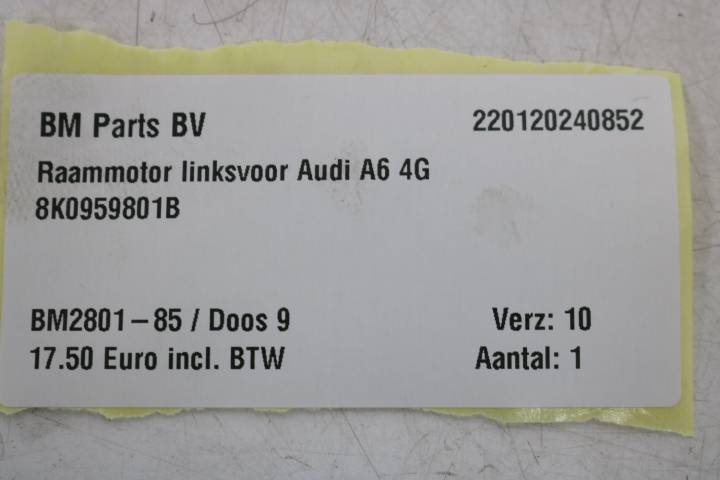 BM Parts BV 220120240852
Raammotor linksvoor Audi A6 4G
8K0959801B
BM2801-85 / Doos 9 Verz: 10
17.50 Euro incl. BTW Aantal: 1